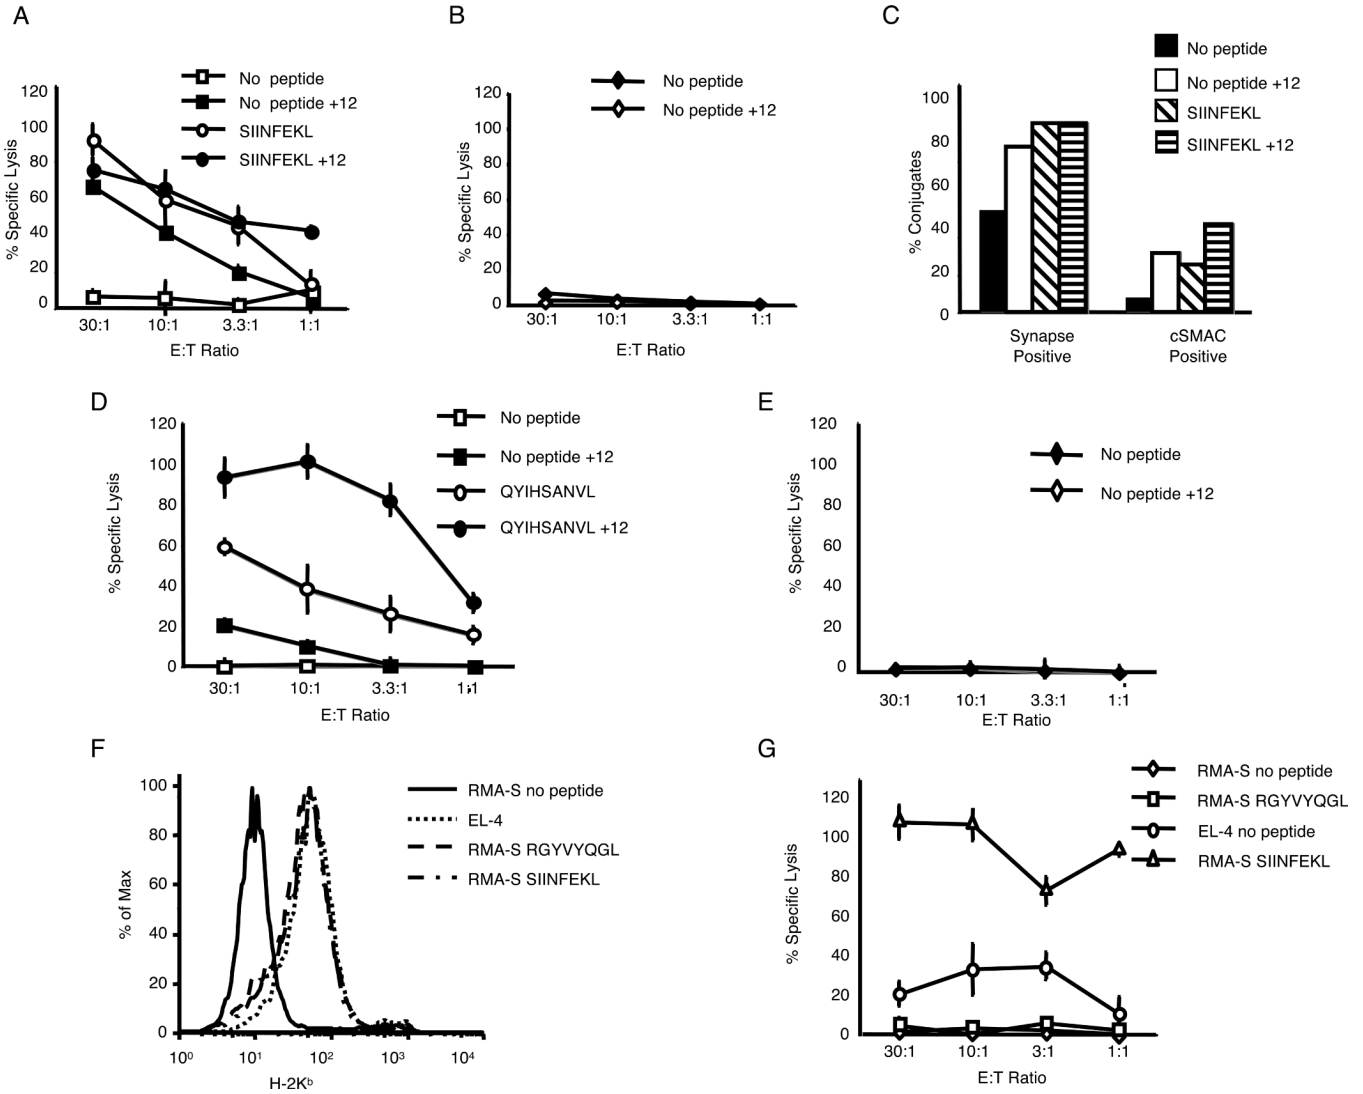 A
No peptide
No peptide +12
SIINFEKL
SIINFEKL +12
120
100
80
60
40
20
0
% Specific Lysis
30:1
10:1
3.3:1
1:1
E:T Ratio
B
No peptide
No peptide +12
120
100
80
60
40
20
0
% Specific Lysis
30:1
10:1
3.3:1
1:1
E:T Ratio
C
No peptide
No peptide +12
SIINFEKL
SIINFEKL +12
100
80
60
40
20
0
% Conjugates
Synapse
Positive
cSMAC
Positive
D
No peptide
No peptide +12
QYIHSANVL
QYIHSANVL +12
120
100
80
60
40
20
0
% Specific Lysis
30:1
10:1
3.3:1
1:1
E:T Ratio
E
No peptide
No peptide +12
120
100
80
60
40
20
0
% Specific Lysis
30:1
10:1
3.3:1
1:1
E:T Ratio
F
RMA-S no peptide
EL-4
RMA-S RGYVYQGL
RMA-S SIINFEKL
100
80
60
40
20
0
% of Max
10⁰
10¹
10²
10³
10⁴
H-2Kᵇ
G
RMA-S no peptide
RMA-S RGYVYQGL
EL-4 no peptide
RMA-S SIINFEKL
120
100
80
60
40
20
0
% Specific Lysis
30:1
10:1
3:1
1:1
E:T Ratio